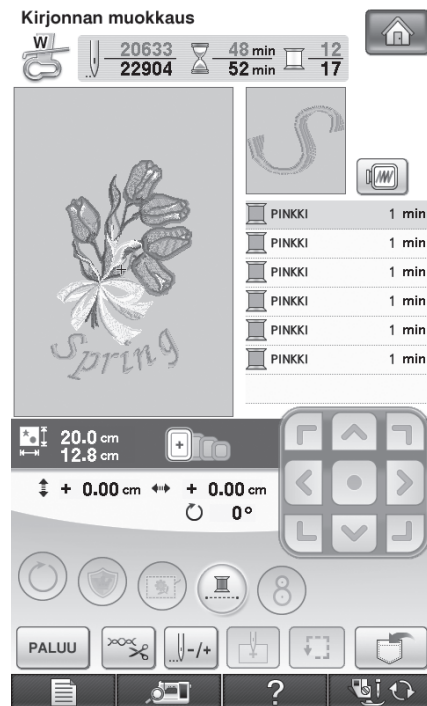 Kirjonnan muokkaus
W
20633 48 min 12
22904 52 min 17
Spring
S
PINKKI 1 min
PINKKI 1 min
PINKKI 1 min
PINKKI 1 min
PINKKI 1 min
PINKKI 1 min
20.0 cm
12.8 cm
+ 0.00 cm + 0.00 cm
0°
PALUU -/+
?